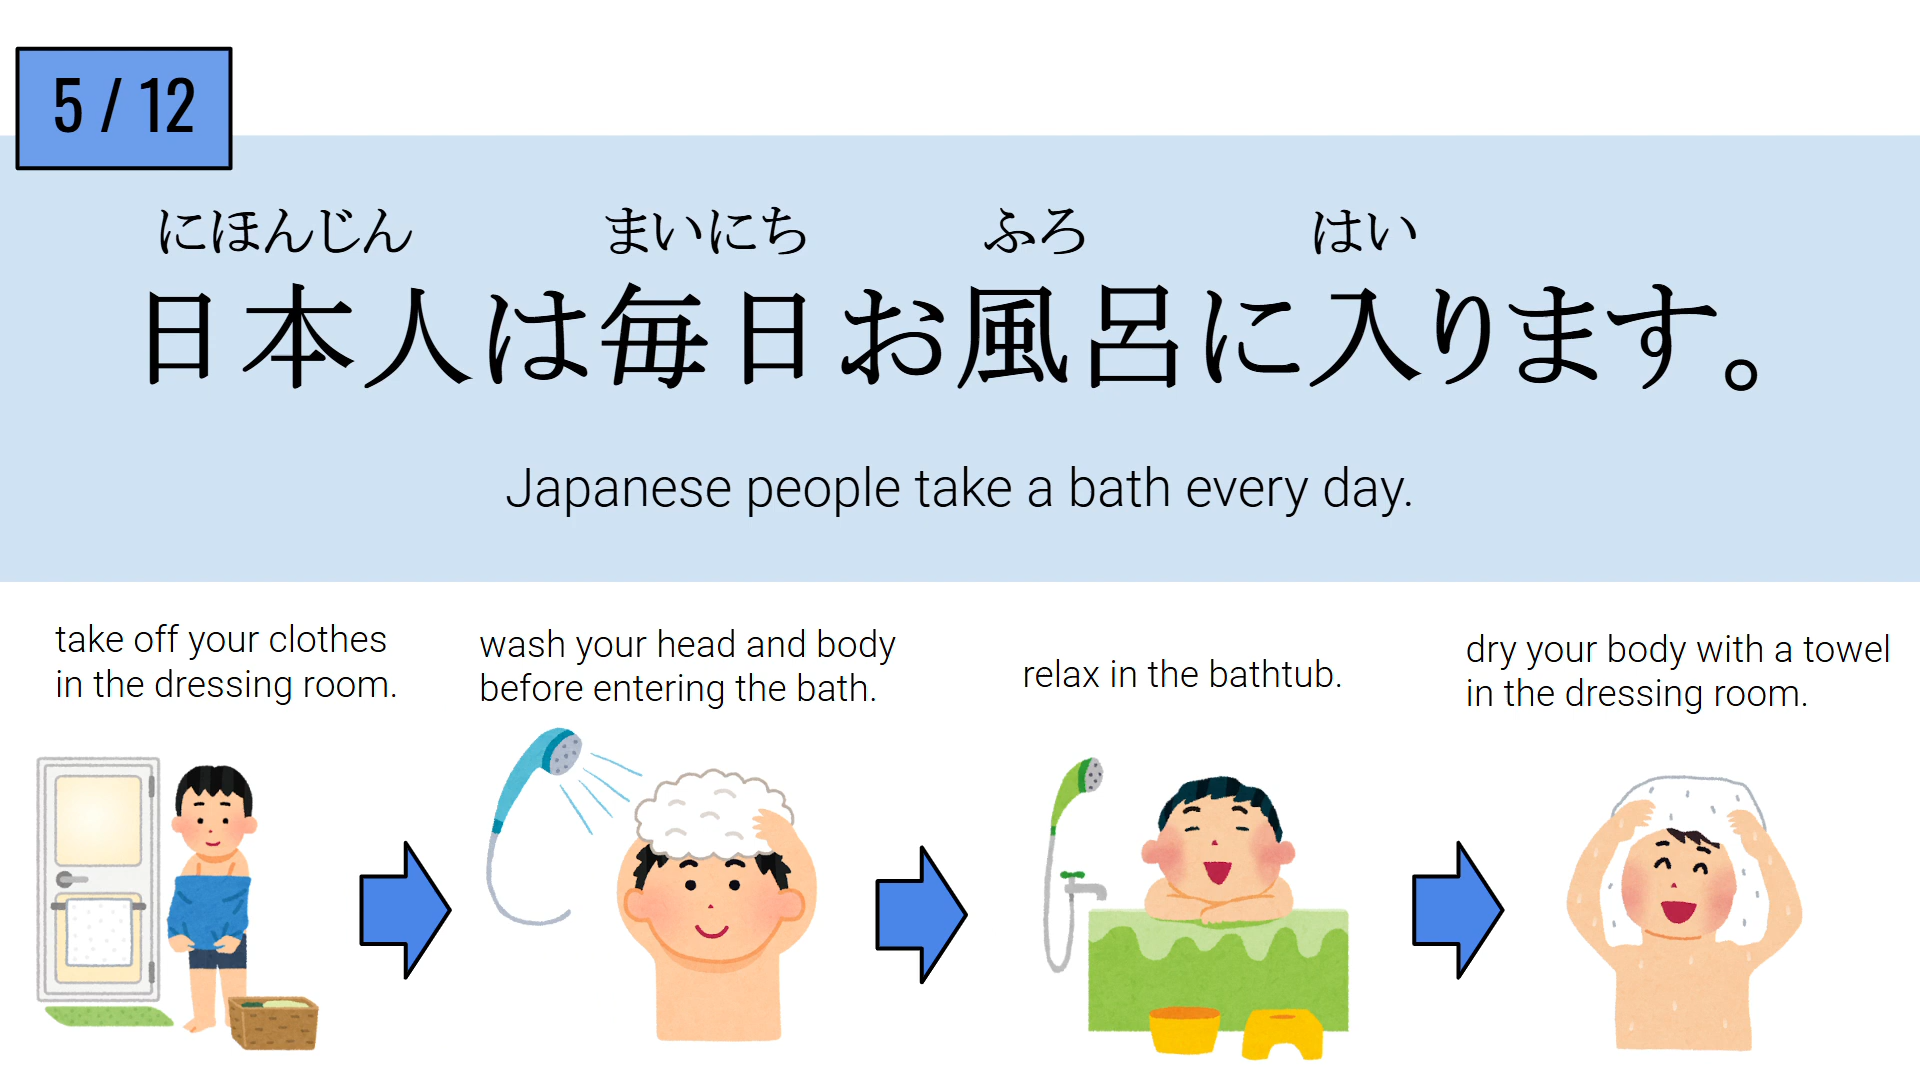 5 / 12
にほんじん まいにち ふろ はい
日本人は毎日お風呂に入ります。
Japanese people take a bath every day.
take off your clothes
in the dressing room.
wash your head and body
before entering the bath.
relax in the bathtub.
dry your body with a towel
in the dressing room.